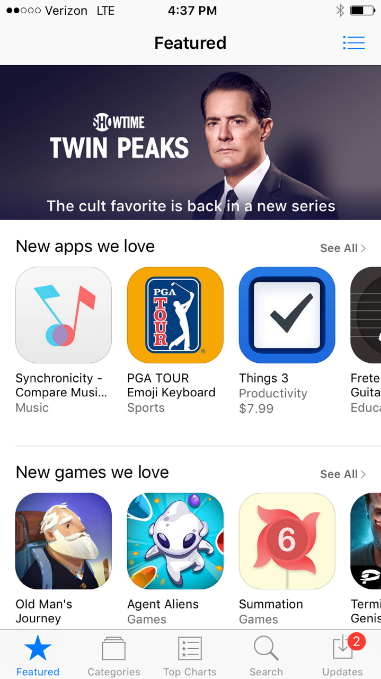 Verizon LTE 4:37 PM
Featured
SHOWTIME
TWIN PEAKS
The cult favorite is back in a new series
New apps we love See All >
PGA
TOUR
Synchronicity - PGA TOUR Things 3 Frete
Compare Musi... Emoji Keyboard Productivity Guita
Music Sports $7.99 Educa
New games we love See All >
6
Old Man's Agent Aliens Summation Termi
Journey Games Games Genis
2
Featured Categories Top Charts Search Updates